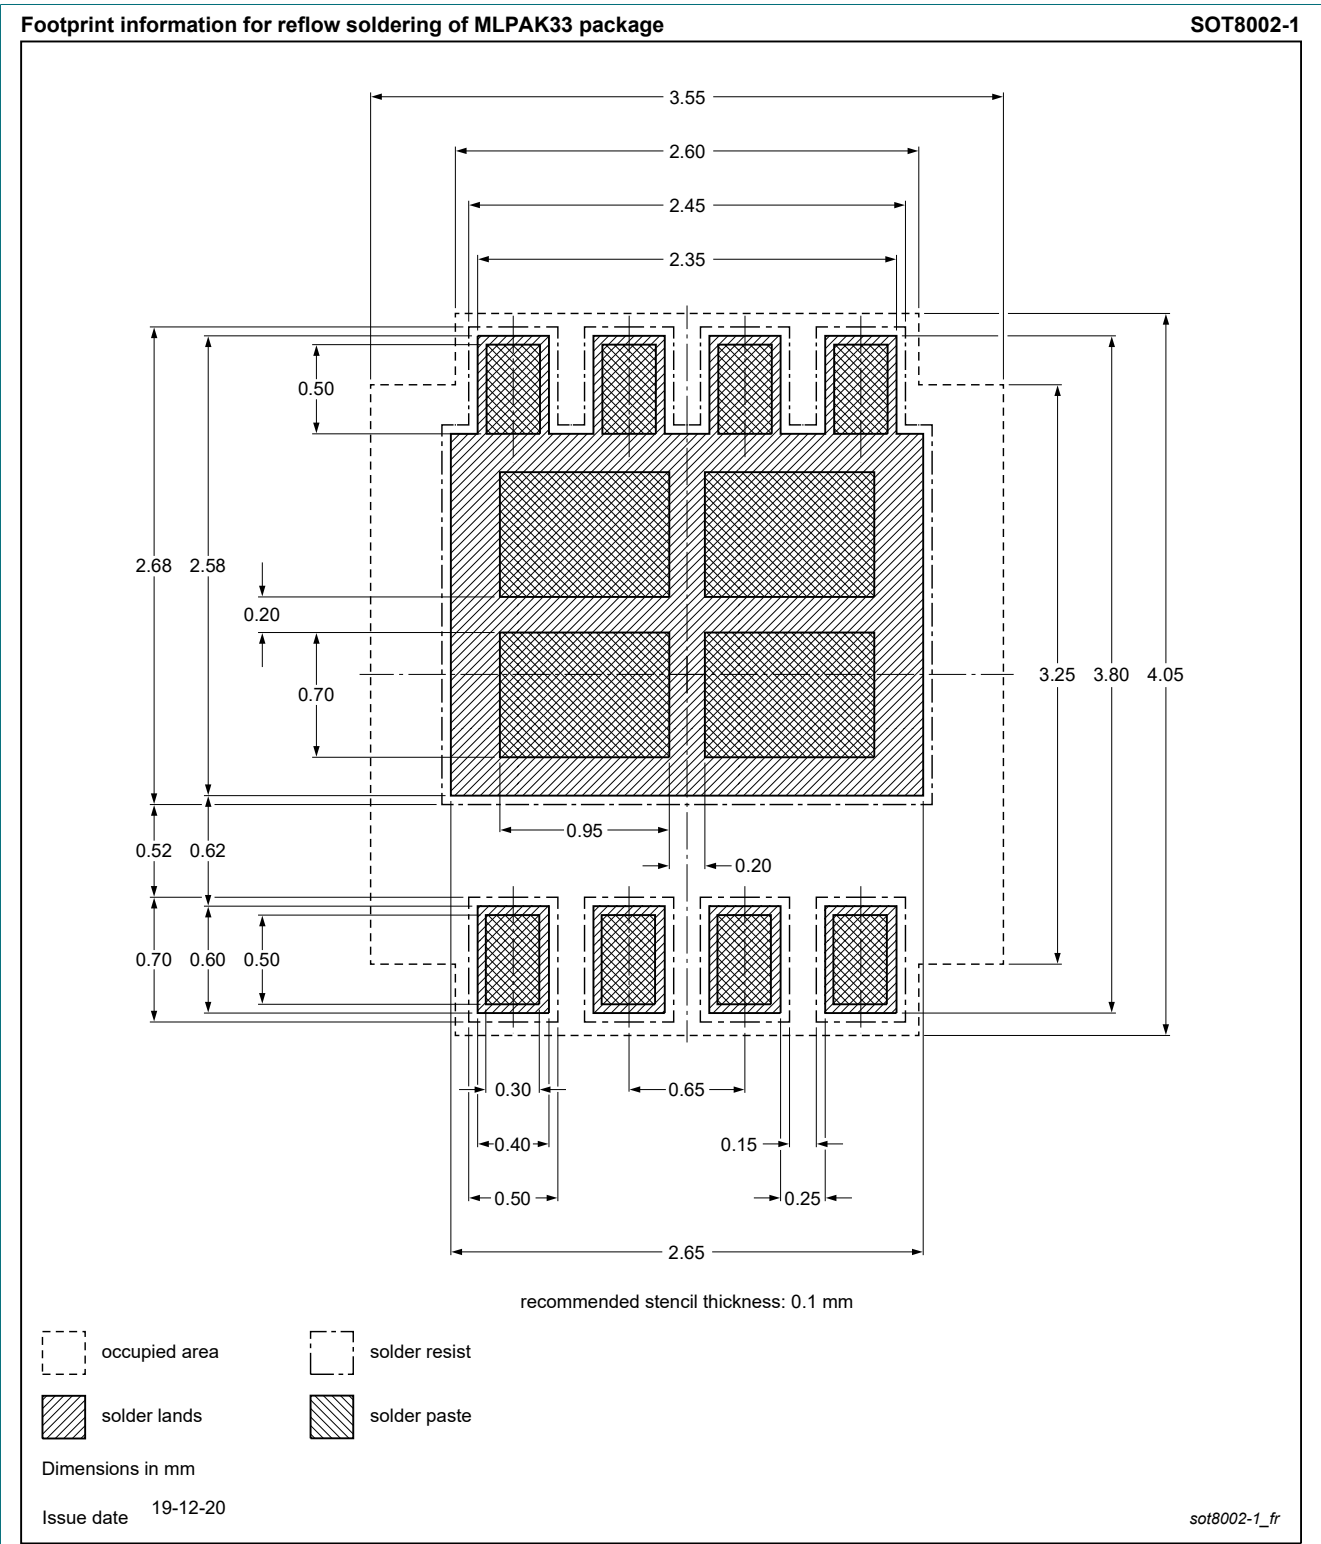 Footprint information for reflow soldering of MLPAK33 package SOT8002-1
3.55
2.60
2.45
2.35
0.50
2.68 2.58
0.20
0.70
3.25 3.80 4.05
0.95
0.52 0.62
0.20
0.70 0.60 0.50
0.30 0.65
0.40 0.15
0.50 0.25
2.65
recommended stencil thickness: 0.1 mm
occupied area solder resist
solder lands solder paste
Dimensions in mm
Issue date 19-12-20
sot8002-1_fr